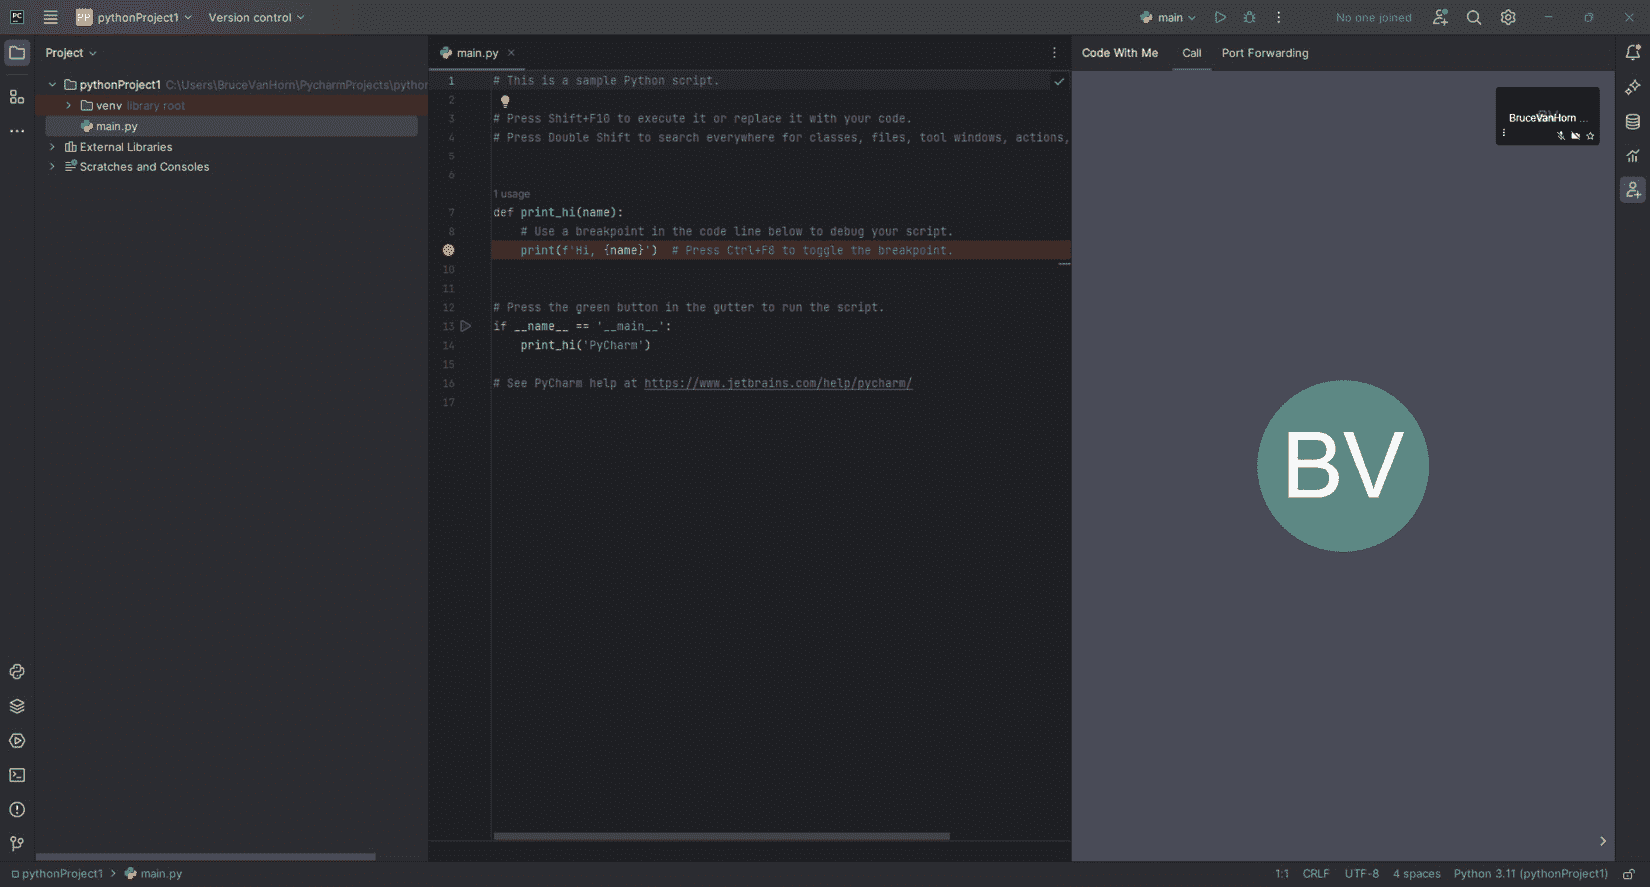 PC PP pythonProject1 Version control main No one joined
Project main.py Code With Me Call Port Forwarding
pythonProject1 C:\Users\BruceVanHorn\PycharmProjects\python
venv library root
main.py
External Libraries
Scratches and Consoles
1 # This is a sample Python script.
2
3 # Press Shift+F10 to execute it or replace it with your code.
4 # Press Double Shift to search everywhere for classes, files, tool windows, actions,
5
6
1 usage
7 def print_hi(name):
8 # Use a breakpoint in the code line below to debug your script.
print(f'Hi, {name}') # Press Ctrl+F8 to toggle the breakpoint.
10
11
12 # Press the green button in the gutter to run the script.
13 if __name__ == '__main__':
14 print_hi('PyCharm')
15
16 # See PyCharm help at https://www.jetbrains.com/help/pycharm/
17
BruceVanHorn ...
BV
pythonProject1 > main.py 1:1 CRLF UTF-8 4 spaces Python 3.11 (pythonProject1)